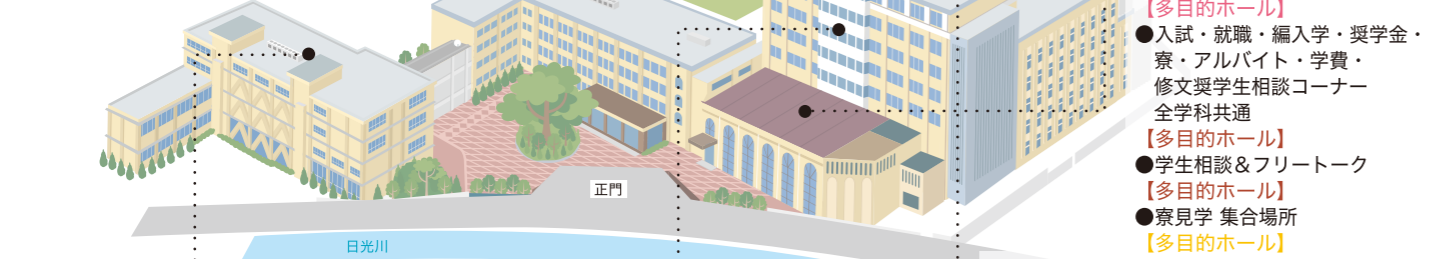 【多目的ホール】
●入試・就職・編入学・奨学金・
寮・アルバイト・学費・
修文奨学生相談コーナー
全学科共通
【多目的ホール】
●学生相談＆フリートーク
【多目的ホール】
●寮見学 集合場所
【多目的ホール】
正門
日光川